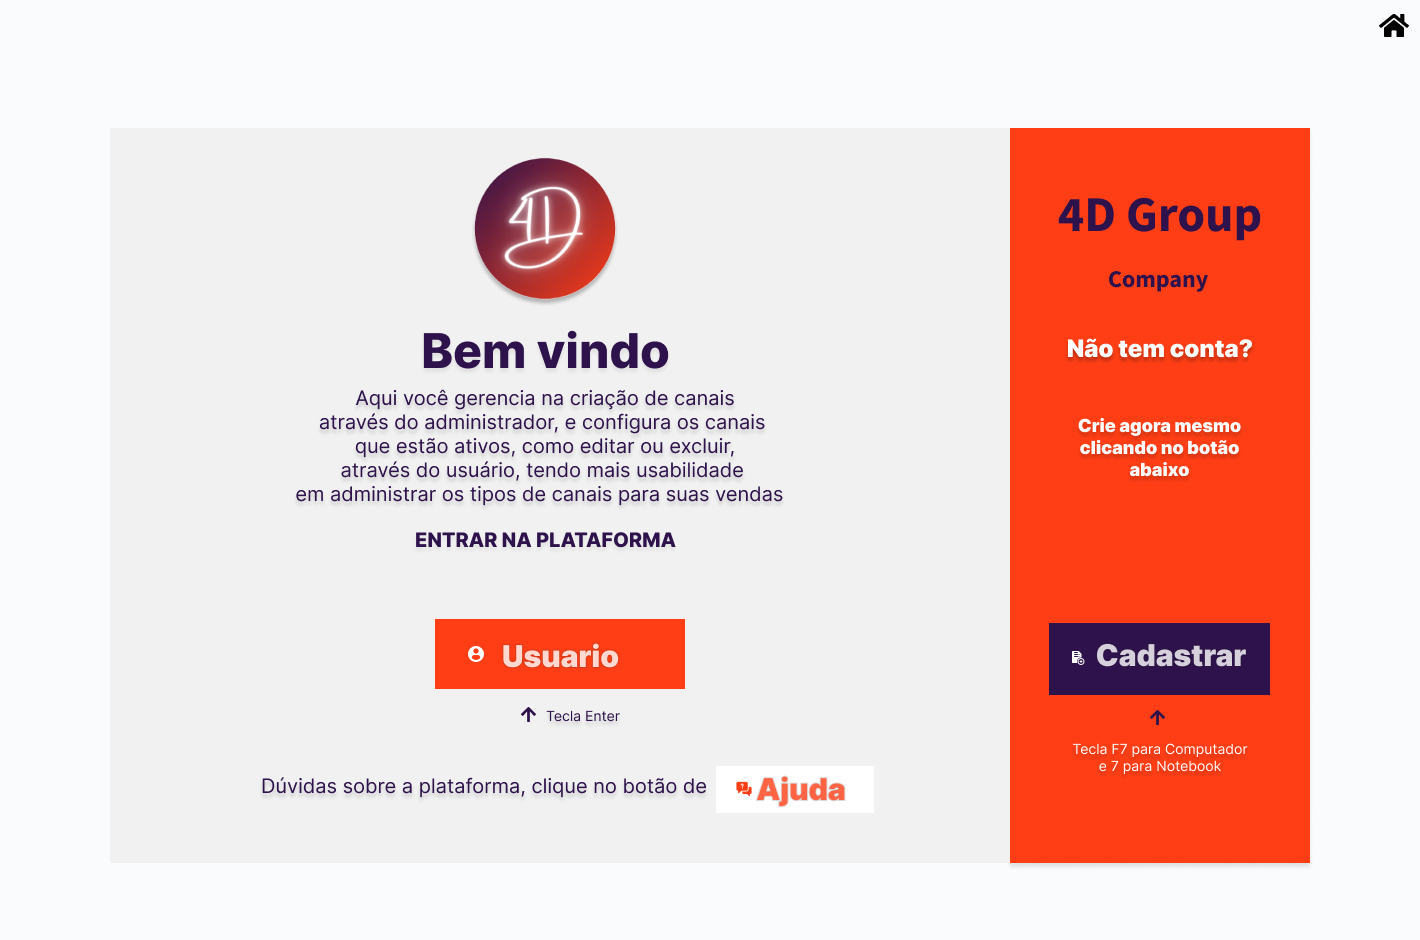 4D
Bem vindo
Aqui você gerencia na criação de canais
através do administrador, e configura os canais
que estão ativos, como editar ou excluir,
através do usuário, tendo mais usabilidade
em administrar os tipos de canais para suas vendas
ENTRAR NA PLATAFORMA
Usuario
Tecla Enter
Dúvidas sobre a plataforma, clique no botão de
Ajuda
4D Group
Company
Não tem conta?
Crie agora mesmo
clicando no botão
abaixo
Cadastrar
Tecla F7 para Computador
e 7 para Notebook